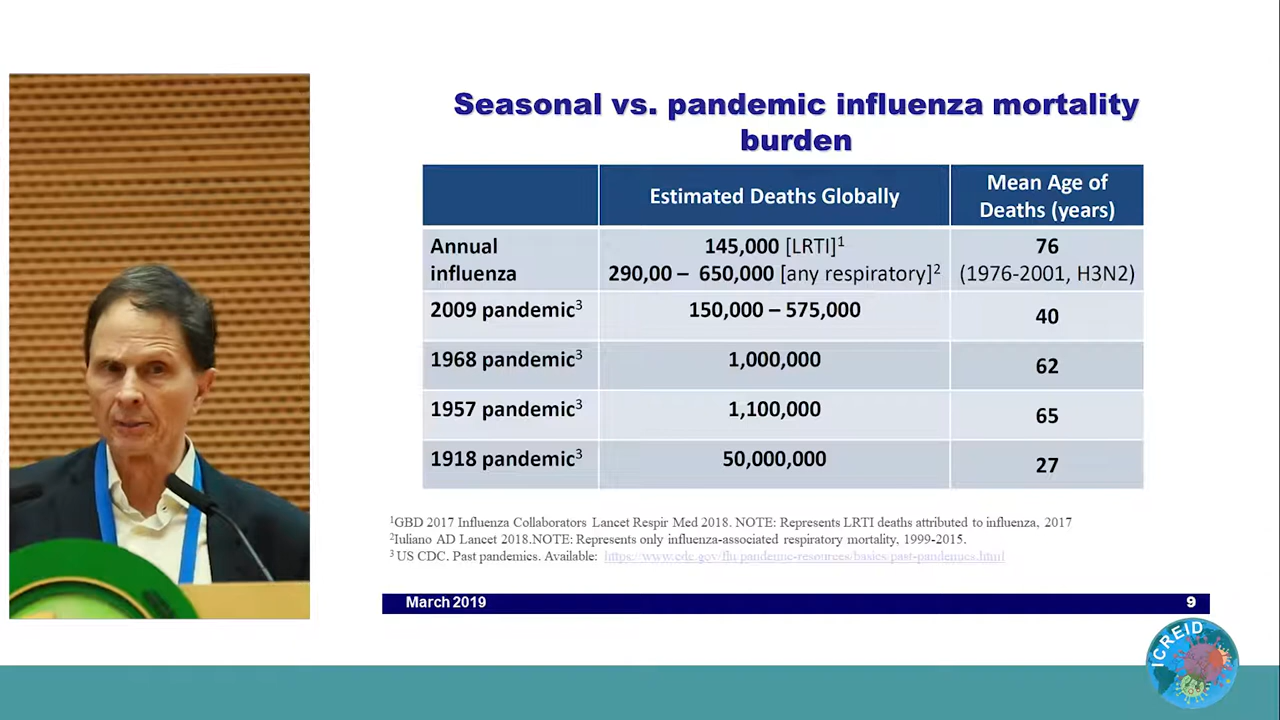 Seasonal vs. pandemic influenza mortality
burden
Estimated Deaths Globally
Mean Age of
Deaths (years)
Annual
influenza
145,000 [LRTI]1
290,00 – 650,000 [any respiratory]2
76
(1976-2001, H3N2)
2009 pandemic3
150,000 – 575,000
40
1968 pandemic3
1,000,000
62
1957 pandemic3
1,100,000
65
1918 pandemic3
50,000,000
27
1GBD 2017 Influenza Collaborators Lancet Respir Med 2018. NOTE: Represents LRTI deaths attributed to influenza, 2017
2Iuliano AD Lancet 2018.NOTE: Represents only influenza-associated respiratory mortality, 1999-2015.
3 US CDC. Past pandemics. Available: https://www.cdc.gov/flu/pandemic-resources/basics/past-pandemics.html
March 2019
9
ICREID